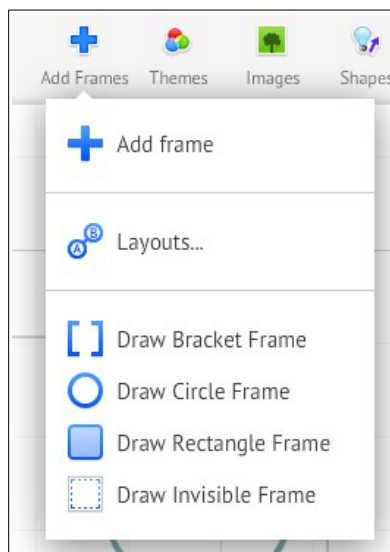 Add Frames Themes Images Shapes
Add frame
Layouts...
A B
Draw Bracket Frame
Draw Circle Frame
Draw Rectangle Frame
Draw Invisible Frame